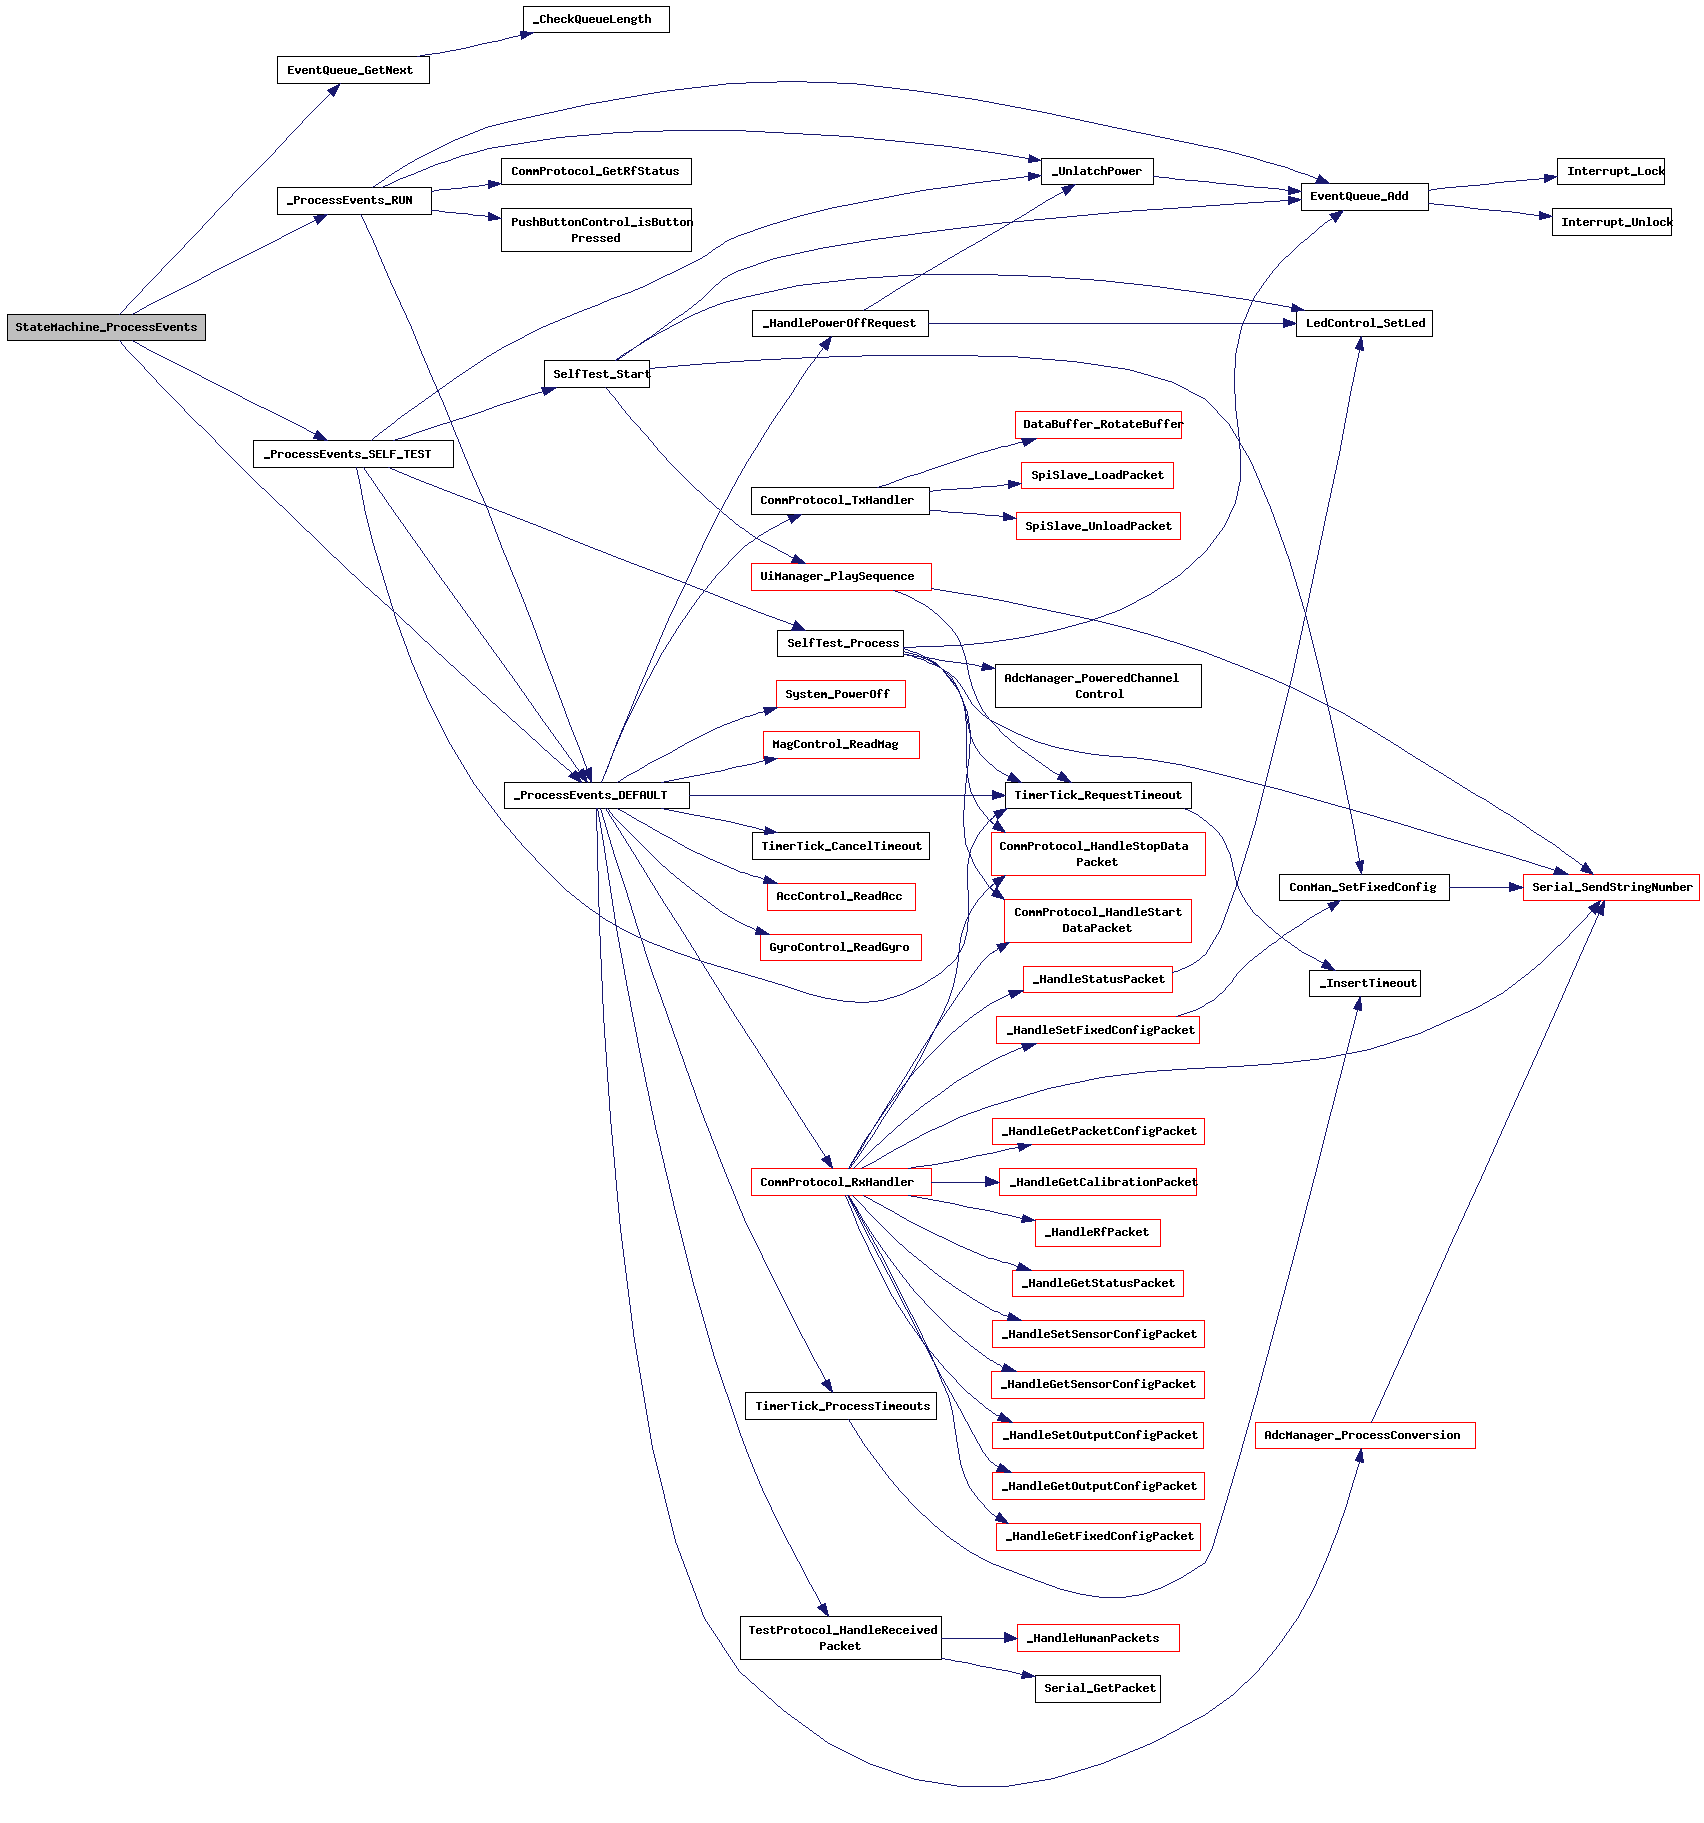 _CheckQueueLength
EventQueue_GetNext
CommProtocol_GetRfStatus
_UnlatchPower
Interrupt_Lock
_ProcessEvents_RUN
EventQueue_Add
PushButtonControl_isButton
Pressed
Interrupt_Unlock
StateMachine_ProcessEvents
_HandlePowerOffRequest
LedControl_SetLed
SelfTest_Start
DataBuffer_RotateBuffer
_ProcessEvents_SELF_TEST
SpiSlave_LoadPacket
CommProtocol_TxHandler
SpiSlave_UnloadPacket
UiManager_PlaySequence
SelfTest_Process
AdcManager_PoweredChannel
Control
System_PowerOff
MagControl_ReadMag
_ProcessEvents_DEFAULT
TimerTick_RequestTimeout
TimerTick_CancelTimeout
CommProtocol_HandleStopData
Packet
AccControl_ReadAcc
ConMan_SetFixedConfig
Serial_SendStringNumber
CommProtocol_HandleStart
DataPacket
GyroControl_ReadGyro
_HandleStatusPacket
_InsertTimeout
_HandleSetFixedConfigPacket
_HandleGetPacketConfigPacket
CommProtocol_RxHandler
_HandleGetCalibrationPacket
_HandleRfPacket
_HandleGetStatusPacket
_HandleSetSensorConfigPacket
_HandleGetSensorConfigPacket
TimerTick_ProcessTimeouts
_HandleSetOutputConfigPacket
AdcManager_ProcessConversion
_HandleGetOutputConfigPacket
_HandleGetFixedConfigPacket
TestProtocol_HandleReceived
Packet
_HandleHumanPackets
Serial_GetPacket